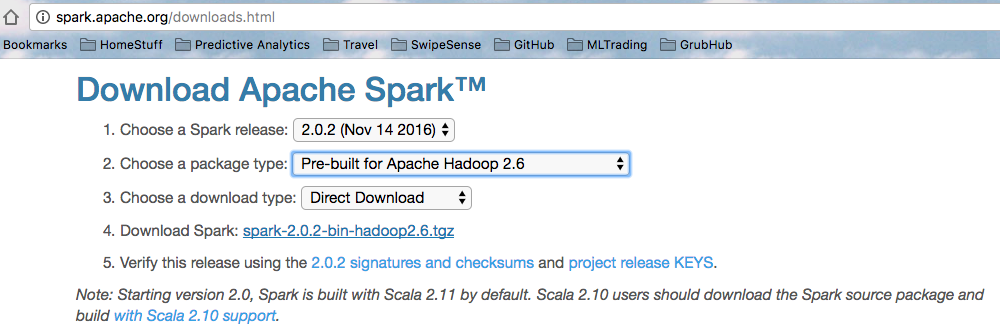 spark.apache.org/downloads.html
Bookmarks HomeStuff Predictive Analytics Travel SwipeSense GitHub MLTrading GrubHub
Download Apache Spark™
1. Choose a Spark release: 2.0.2 (Nov 14 2016)
2. Choose a package type: Pre-built for Apache Hadoop 2.6
3. Choose a download type: Direct Download
4. Download Spark: spark-2.0.2-bin-hadoop2.6.tgz
5. Verify this release using the 2.0.2 signatures and checksums and project release KEYS.
Note: Starting version 2.0, Spark is built with Scala 2.11 by default. Scala 2.10 users should download the Spark source package and
build with Scala 2.10 support.